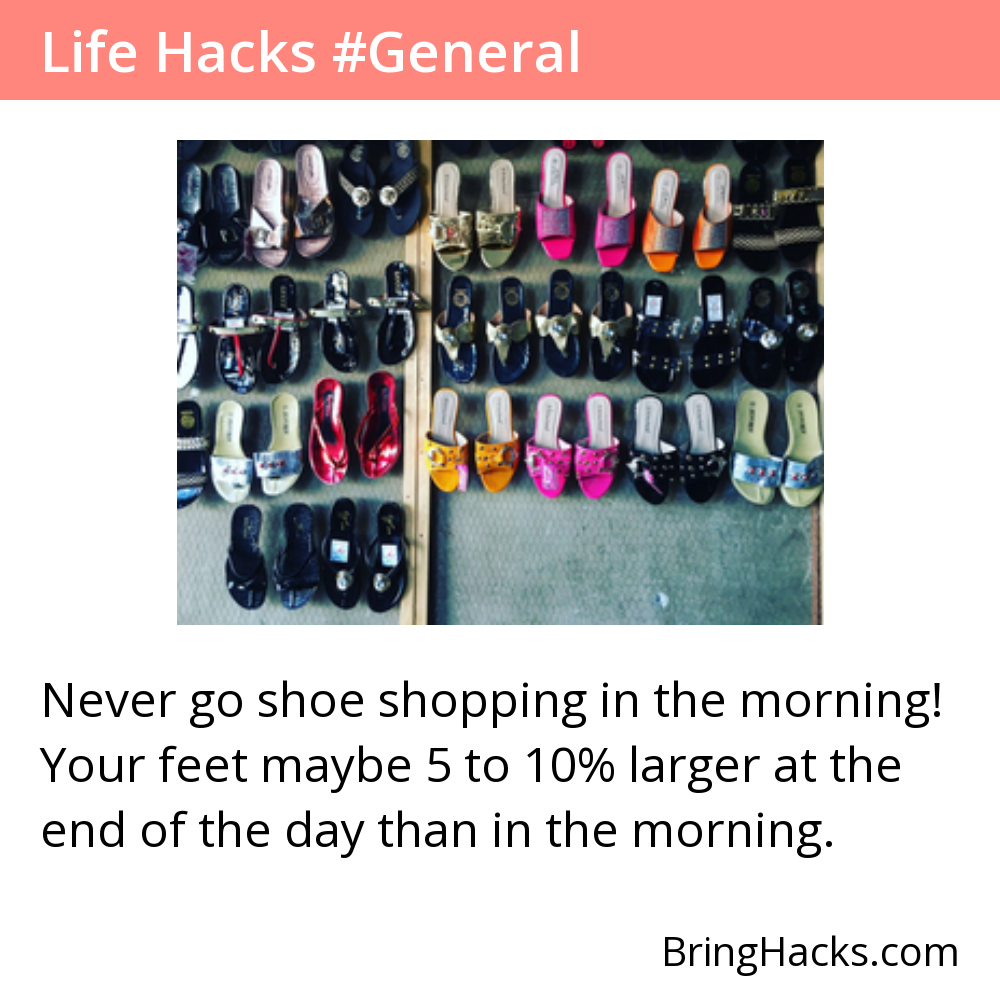 Life Hacks #General
Never go shoe shopping in the morning!
Your feet maybe 5 to 10% larger at the
end of the day than in the morning.
BringHacks.com